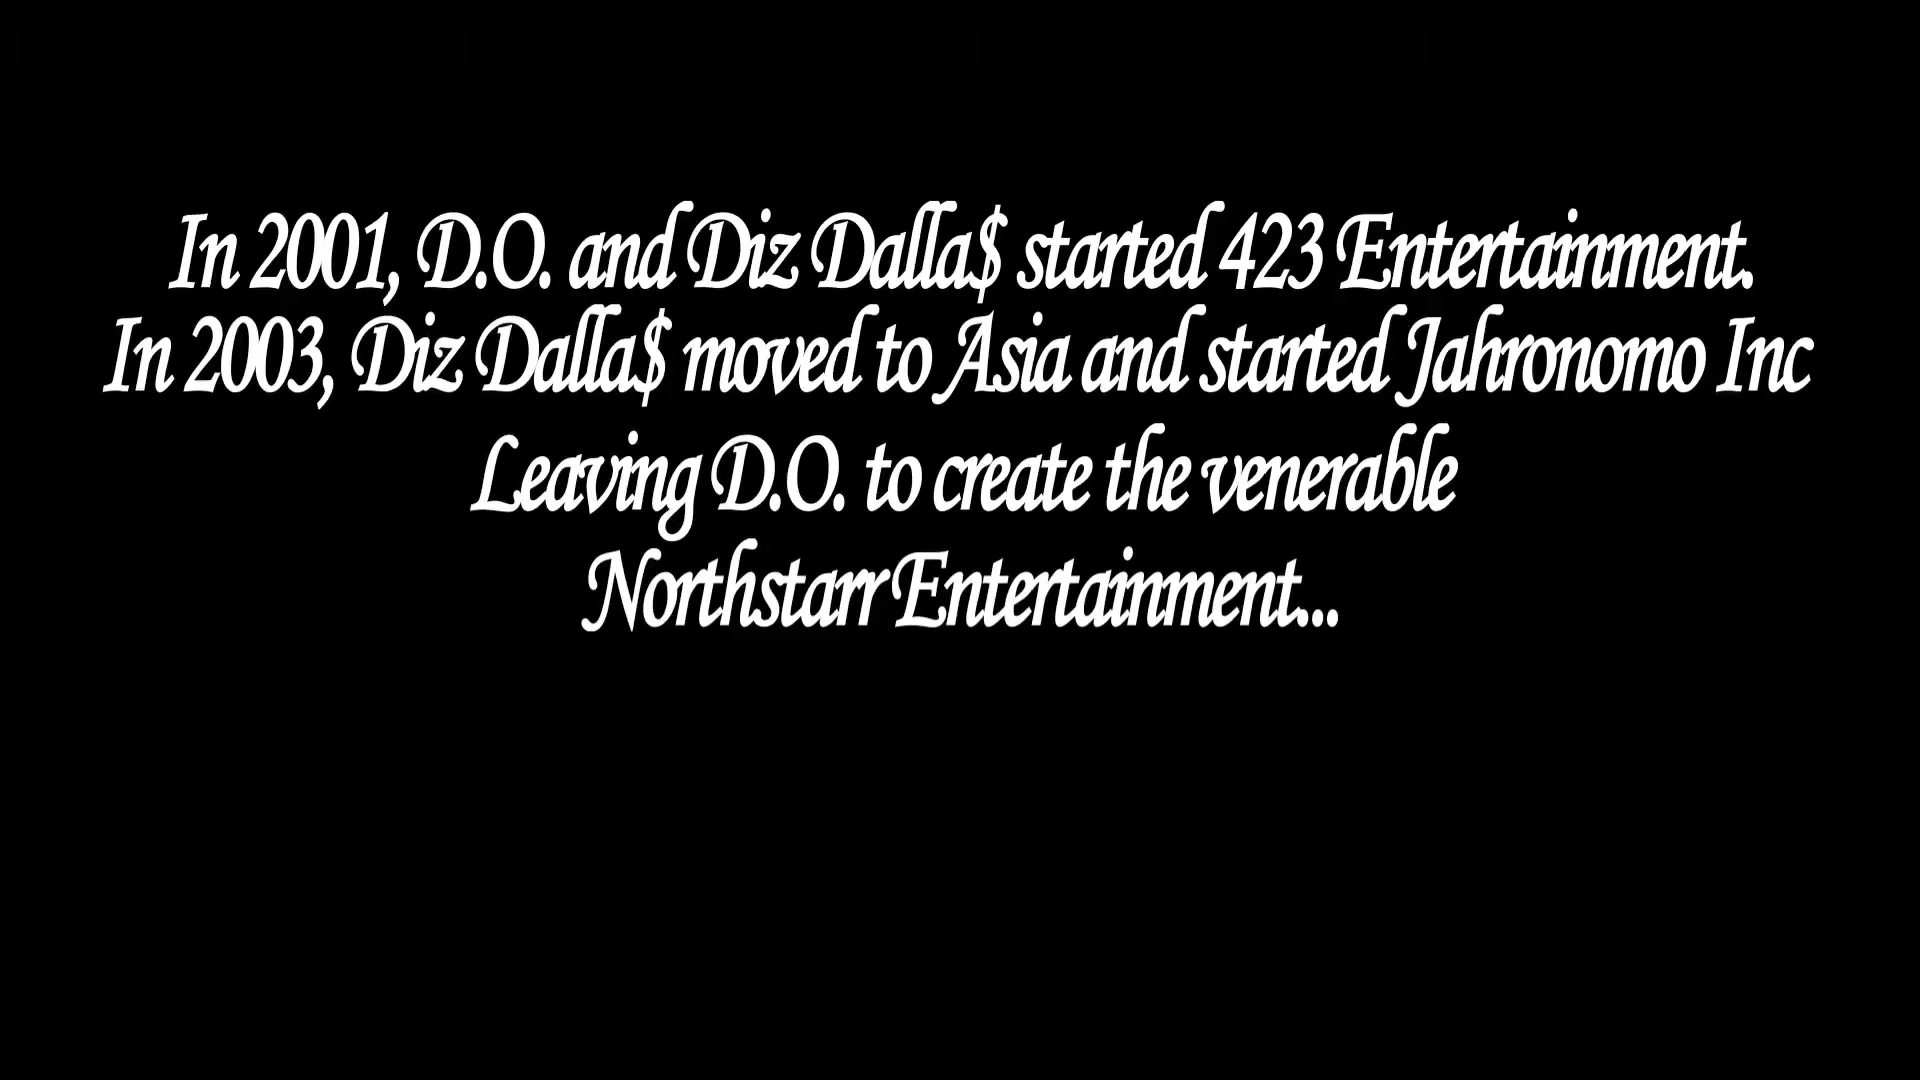 In 2001, D.O. and Diz Dalla$ started 423 Entertainment.
In 2003, Diz Dalla$ moved to Asia and started Jahronomo Inc
Leaving D.O. to create the venerable
Northstarr Entertainment...